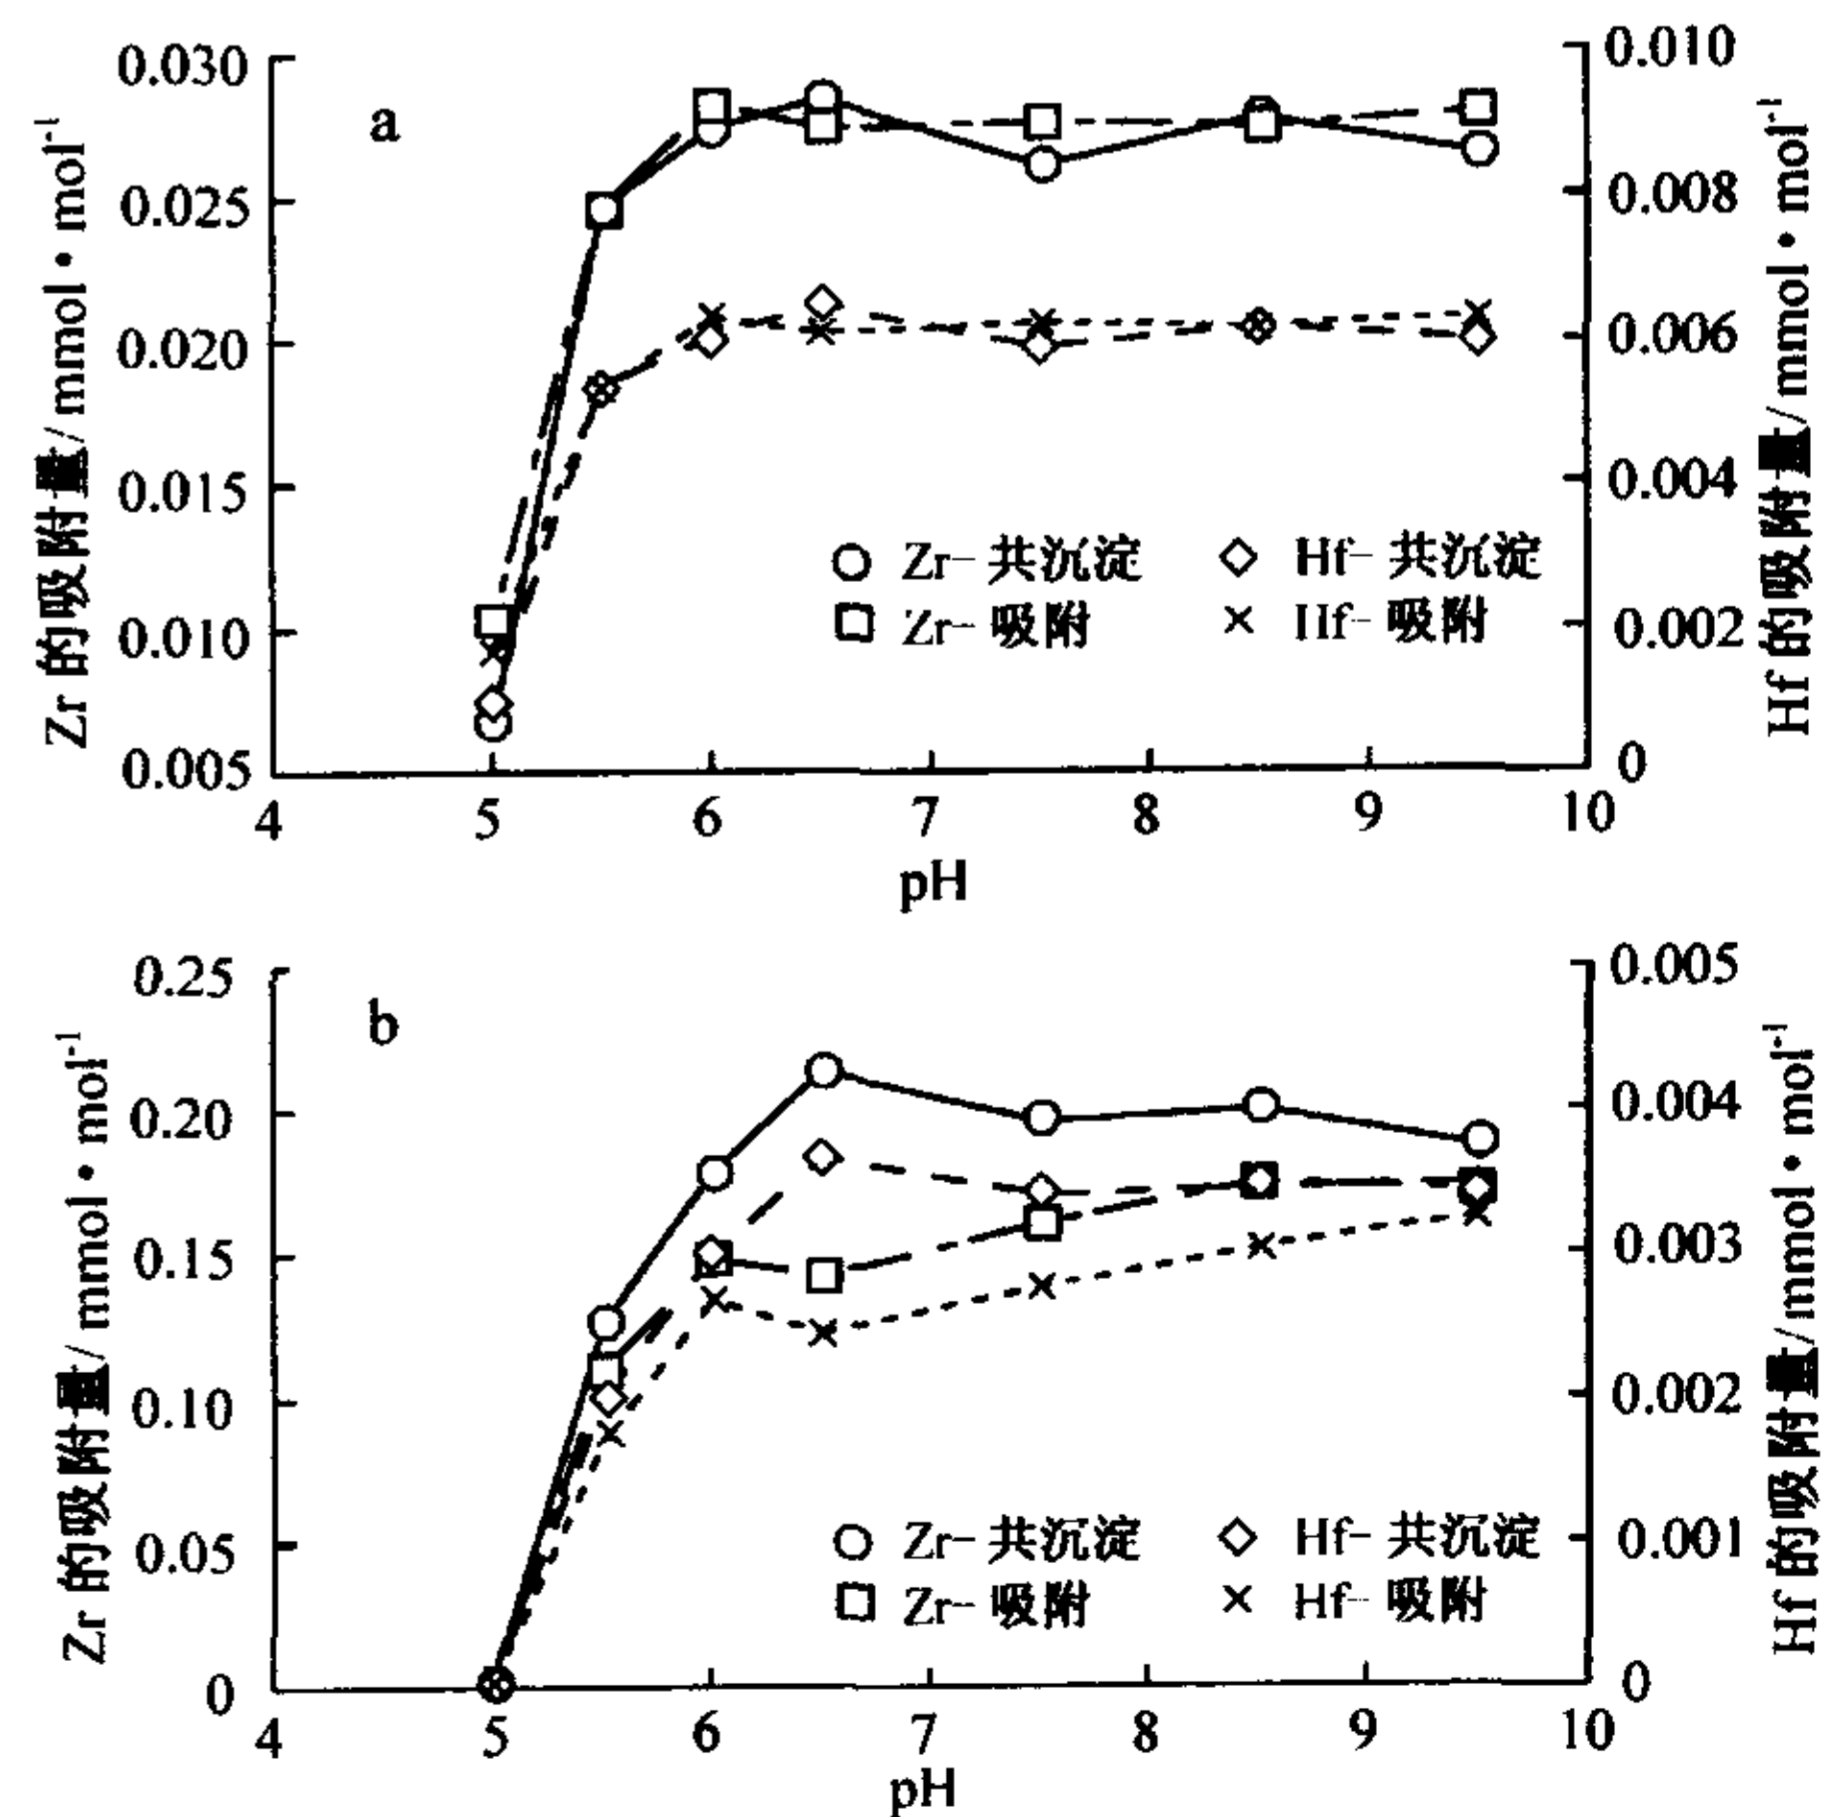 a
Zr 的吸附量/mmol·mol⁻¹
0.030
0.025
0.020
0.015
0.010
0.005
Hf 的吸附量/mmol·mol⁻¹
0.010
0.008
0.006
0.004
0.002
0
Zr- 共沉淀 Hf- 共沉淀
Zr- 吸附 Hf- 吸附
4 5 6 7 8 9 10
pH
b
Zr 的吸附量/mmol·mol⁻¹
0.25
0.20
0.15
0.10
0.05
0
Hf 的吸附量/mmol·mol⁻¹
0.005
0.004
0.003
0.002
0.001
0
Zr- 共沉淀 Hf- 共沉淀
Zr- 吸附 Hf- 吸附
4 5 6 7 8 9 10
pH